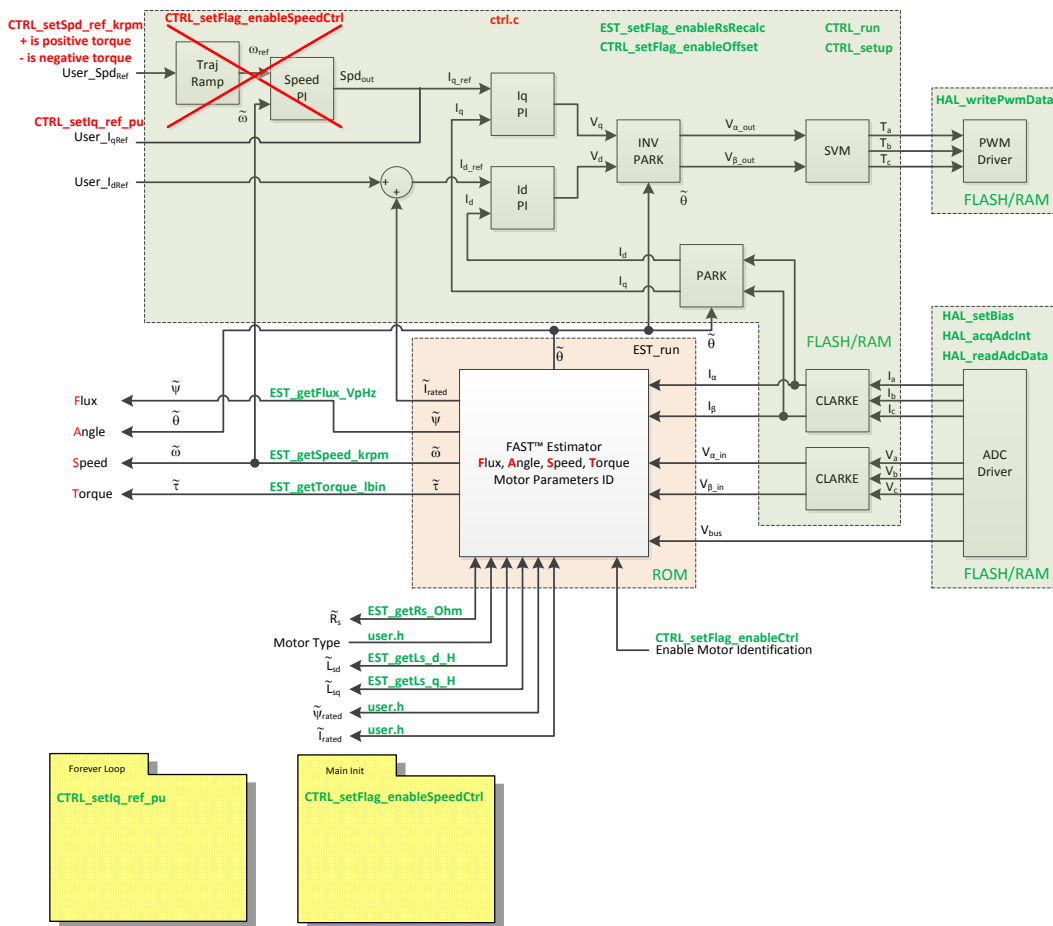 CTRL_setSpd_ref_krpm
+ is positive torque
- is negative torque
User_SpdRef
CTRL_setFlag_enableSpeedCtrl
ctrl.c
EST_setFlag_enableRsRecalc
CTRL_setFlag_enableOffset
CTRL_run
CTRL_setup
Traj
Ramp
ωref
Speed
PI
Spdout
ω̃
CTRL_setIq_ref_pu
User_IqRef
User_IdRef
+
+
Iq_ref
Iq
Iq
PI
Id_ref
Id
Id
PI
Vq
Vd
INV
PARK
Vα_out
Vβ_out
SVM
θ̃
HAL_writePwmData
Ta
Tb
Tc
PWM
Driver
FLASH/RAM
Id
Iq
PARK
θ̃
FLASH/RAM
HAL_setBias
HAL_acqAdcInt
HAL_readAdcData
EST_run
θ̃
Ĩrated
ψ̃
ω̃
τ̃
FAST™ Estimator
Flux, Angle, Speed, Torque
Motor Parameters ID
ROM
Iα
Iβ
CLARKE
Ia
Ib
Ic
Vα_in
Vβ_in
CLARKE
Va
Vb
Vc
Vbus
ADC
Driver
FLASH/RAM
Flux
ψ̃
EST_getFlux_VpHz
Angle
θ̃
Speed
ω̃
EST_getSpeed_krpm
Torque
τ̃
EST_getTorque_lbin
R̃s
EST_getRs_Ohm
Motor Type
user.h
L̃sd
EST_getLs_d_H
L̃sq
EST_getLs_q_H
ψ̃rated
user.h
Ĩrated
user.h
CTRL_setFlag_enableCtrl
Enable Motor Identification
Forever Loop
CTRL_setIq_ref_pu
Main Init
CTRL_setFlag_enableSpeedCtrl